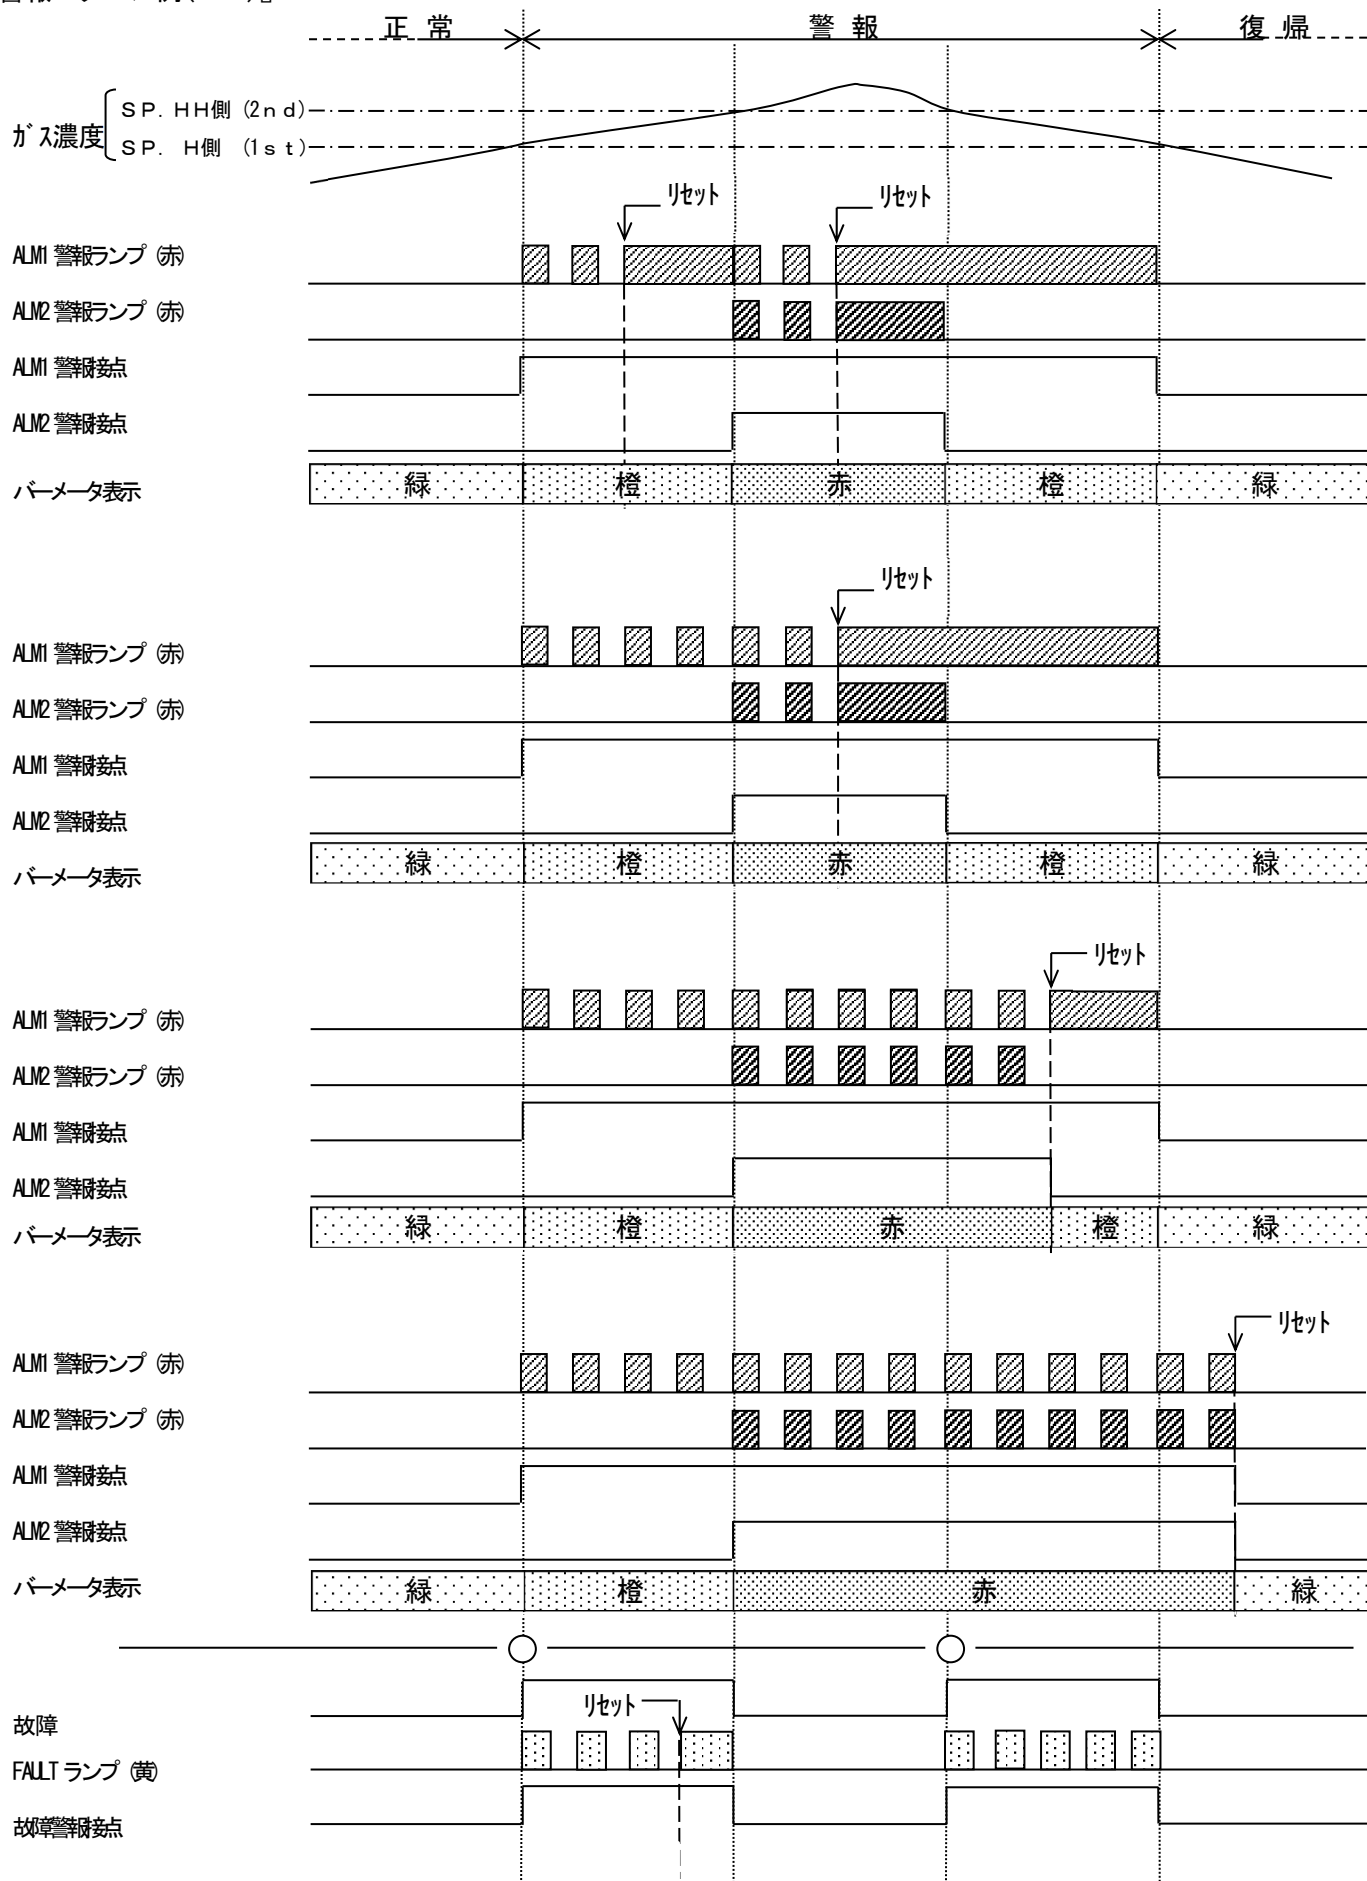 正 常 警 報 復 帰
ガス濃度
ＳＰ．ＨＨ側（2ｎｄ）
ＳＰ． Ｈ側 （1ｓｔ）
リセット リセット
ALM1 警報ランプ（赤）
ALM2 警報ランプ（赤）
ALM1 警報接点
ALM2 警報接点
バーメータ表示 緑 橙 赤 橙 緑
リセット
ALM1 警報ランプ（赤）
ALM2 警報ランプ（赤）
ALM1 警報接点
ALM2 警報接点
バーメータ表示 緑 橙 赤 橙 緑
リセット
ALM1 警報ランプ（赤）
ALM2 警報ランプ（赤）
ALM1 警報接点
ALM2 警報接点
バーメータ表示 緑 橙 赤 橙 緑
リセット
ALM1 警報ランプ（赤）
ALM2 警報ランプ（赤）
ALM1 警報接点
ALM2 警報接点
バーメータ表示 緑 橙 赤 緑
リセット
故障
FAULT ランプ（黄）
故障警報接点